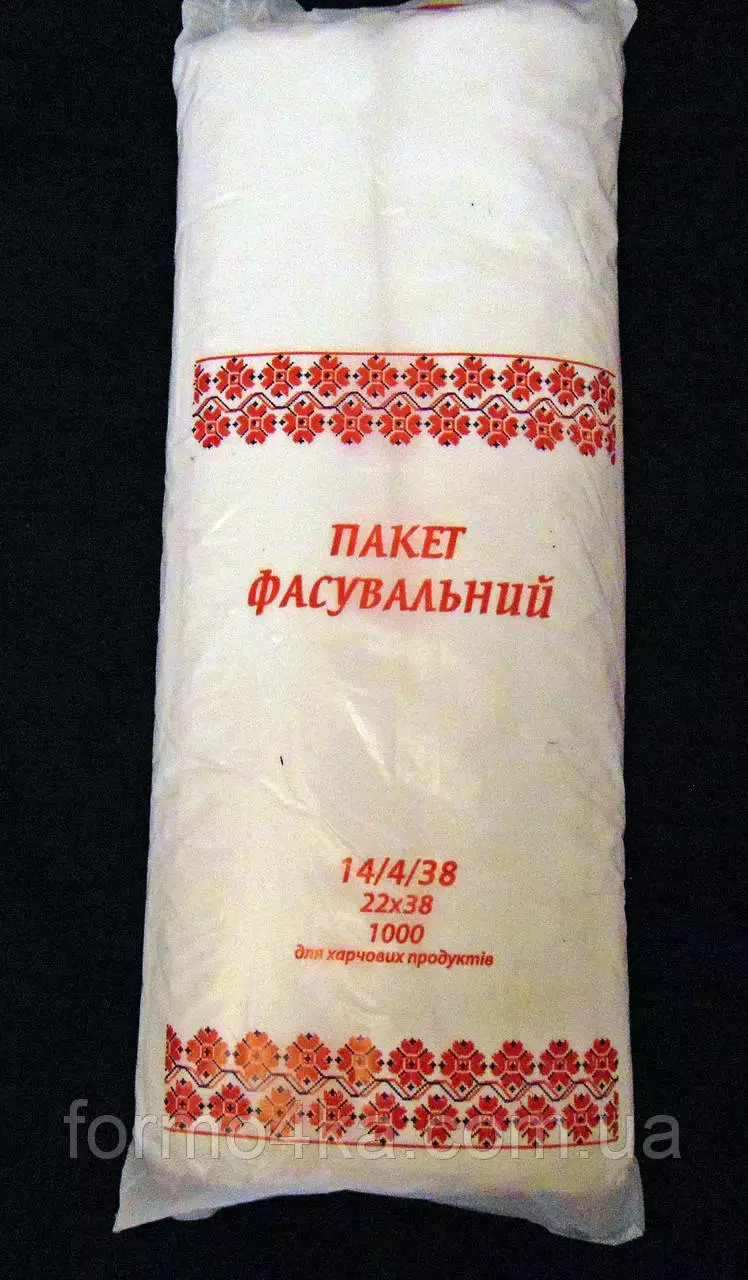 ПАКЕТ
ФАСУВАЛЬНИЙ
14/4/38
22х38
1000
для харчових продуктів
formo4ka.com.ua